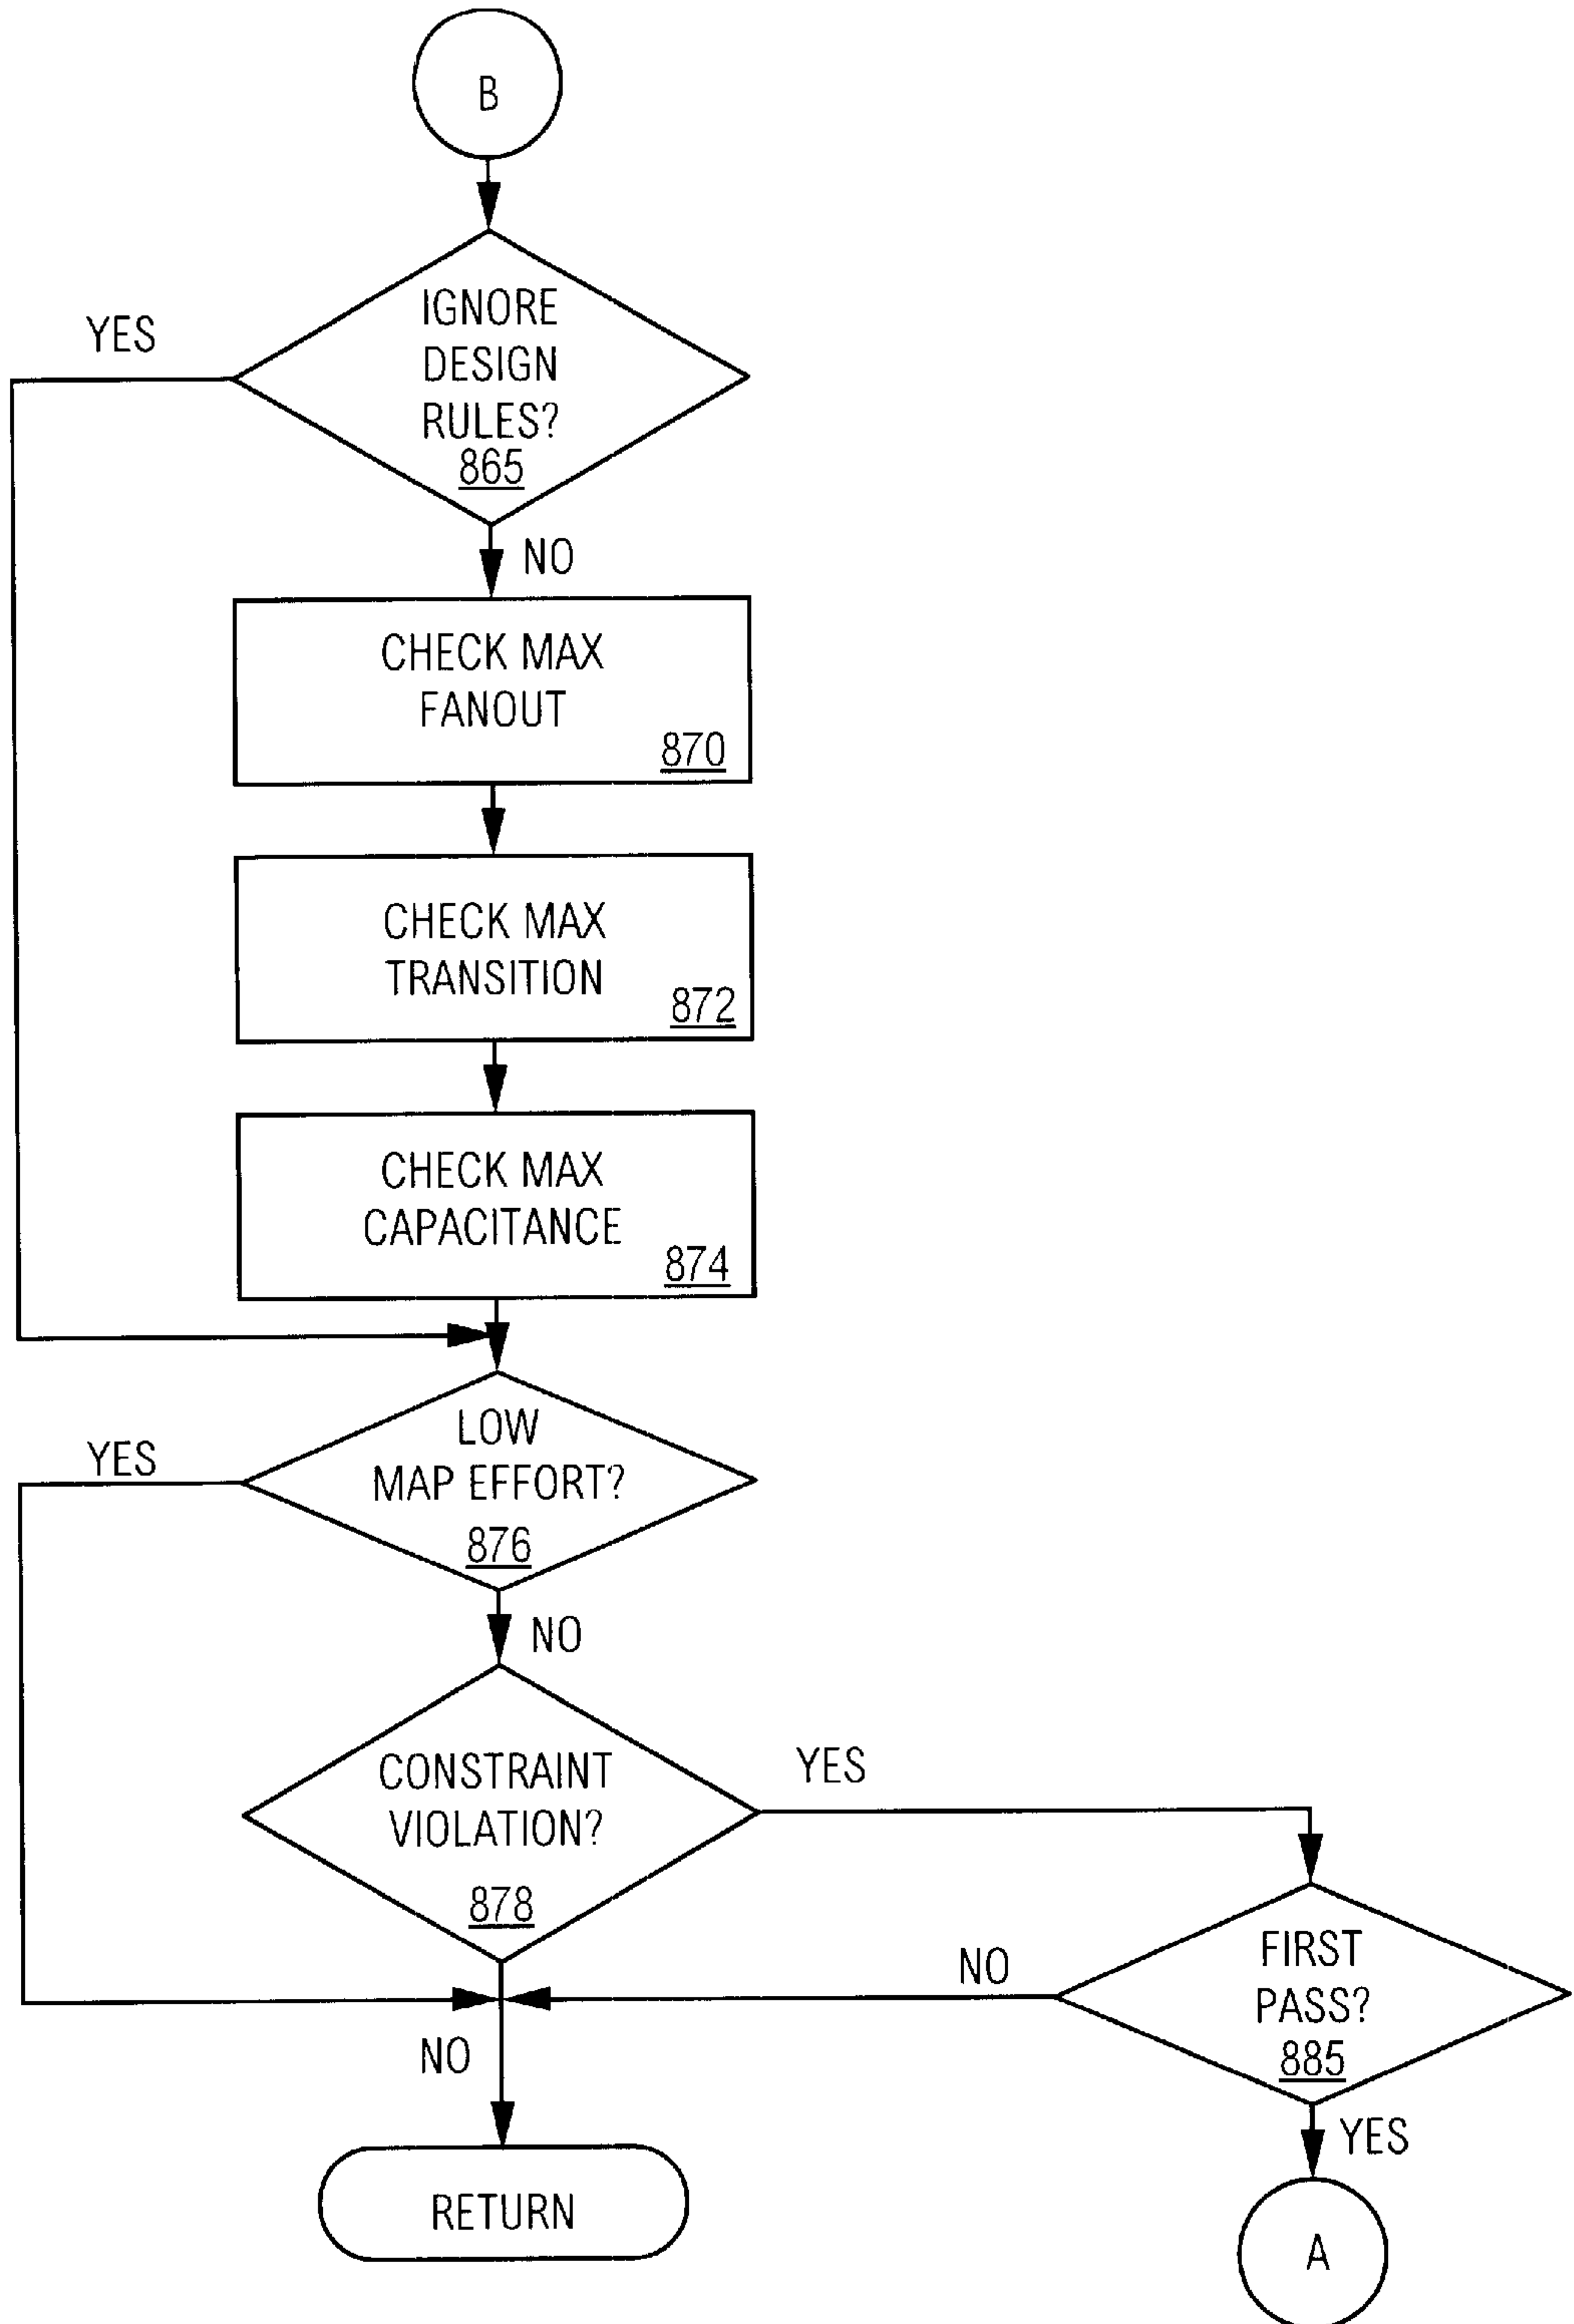 B
IGNORE
DESIGN
RULES?
865
YES
NO
CHECK MAX
FANOUT
870
CHECK MAX
TRANSITION
872
CHECK MAX
CAPACITANCE
874
LOW
MAP EFFORT?
876
YES
NO
CONSTRAINT
VIOLATION?
878
YES
FIRST
PASS?
885
NO
NO
YES
RETURN
A